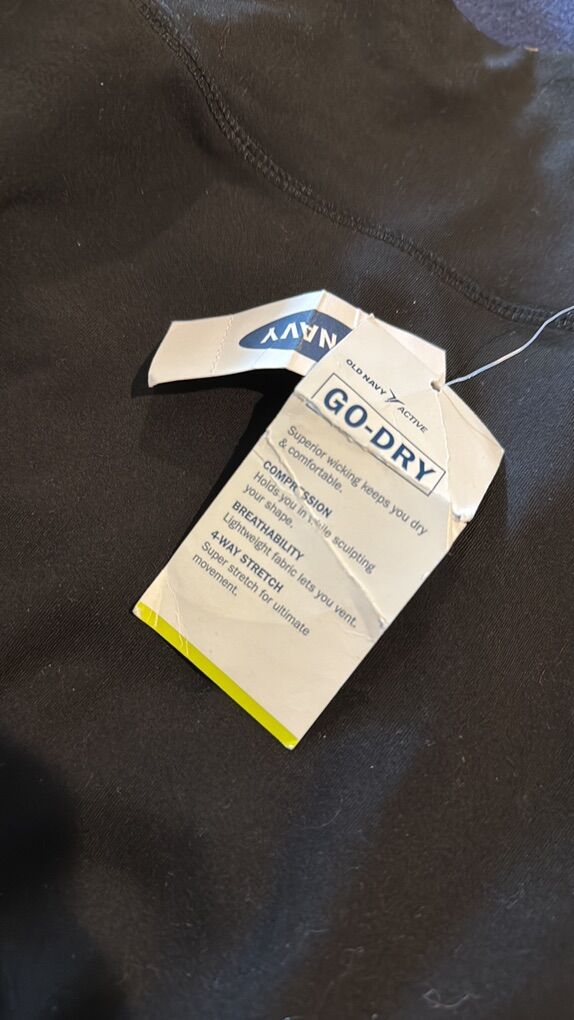 NAVY
OLD NAVY ACTIVE
GO-DRY
Superior wicking keeps you dry
& comfortable.
COMPRESSION
Holds you in while sculpting
your shape.
BREATHABILITY
Lightweight fabric lets you vent.
4-WAY STRETCH
Super stretch for ultimate
movement.